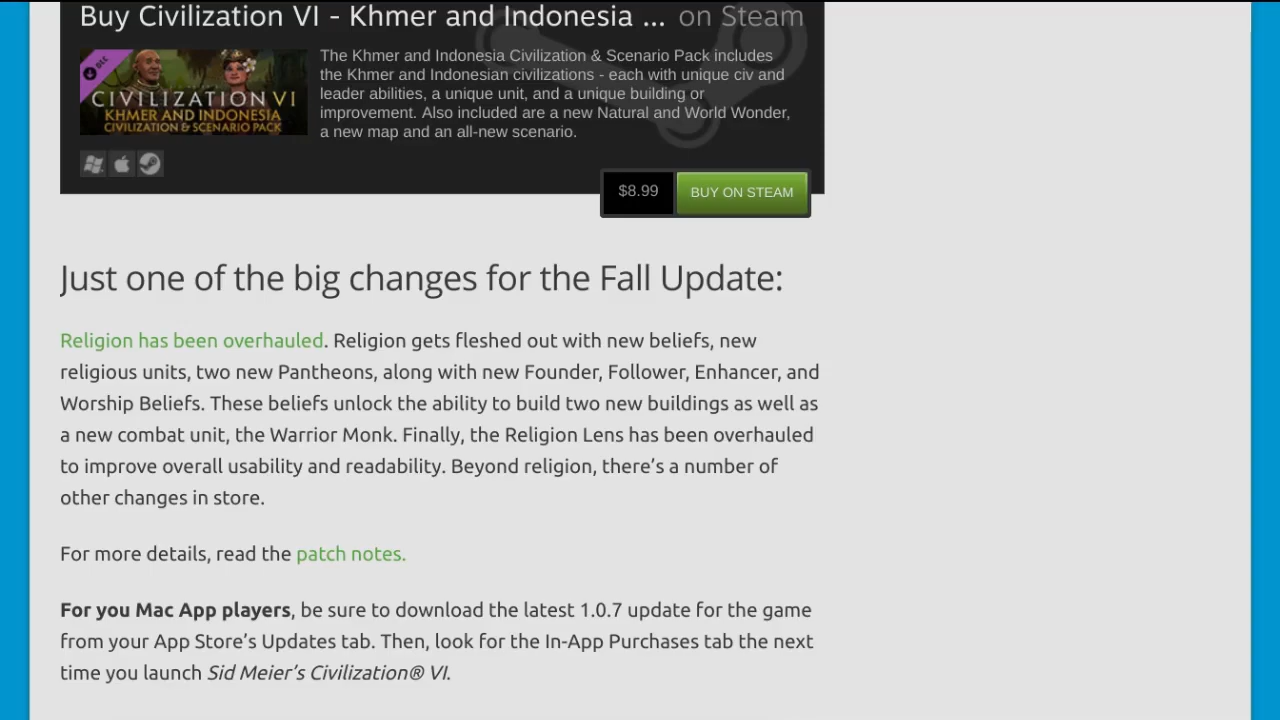 Buy Civilization VI - Khmer and Indonesia ... on Steam
The Khmer and Indonesia Civilization & Scenario Pack includes
the Khmer and Indonesian civilizations - each with unique civ and
leader abilities, a unique unit, and a unique building or
improvement. Also included are a new Natural and World Wonder,
a new map and an all-new scenario.
DLC
CIVILIZATION VI
KHMER AND INDONESIA
CIVILIZATION & SCENARIO PACK
$8.99 BUY ON STEAM
Just one of the big changes for the Fall Update:
Religion has been overhauled. Religion gets fleshed out with new beliefs, new
religious units, two new Pantheons, along with new Founder, Follower, Enhancer, and
Worship Beliefs. These beliefs unlock the ability to build two new buildings as well as
a new combat unit, the Warrior Monk. Finally, the Religion Lens has been overhauled
to improve overall usability and readability. Beyond religion, there’s a number of
other changes in store.
For more details, read the patch notes.
For you Mac App players, be sure to download the latest 1.0.7 update for the game
from your App Store’s Updates tab. Then, look for the In-App Purchases tab the next
time you launch Sid Meier’s Civilization® VI.